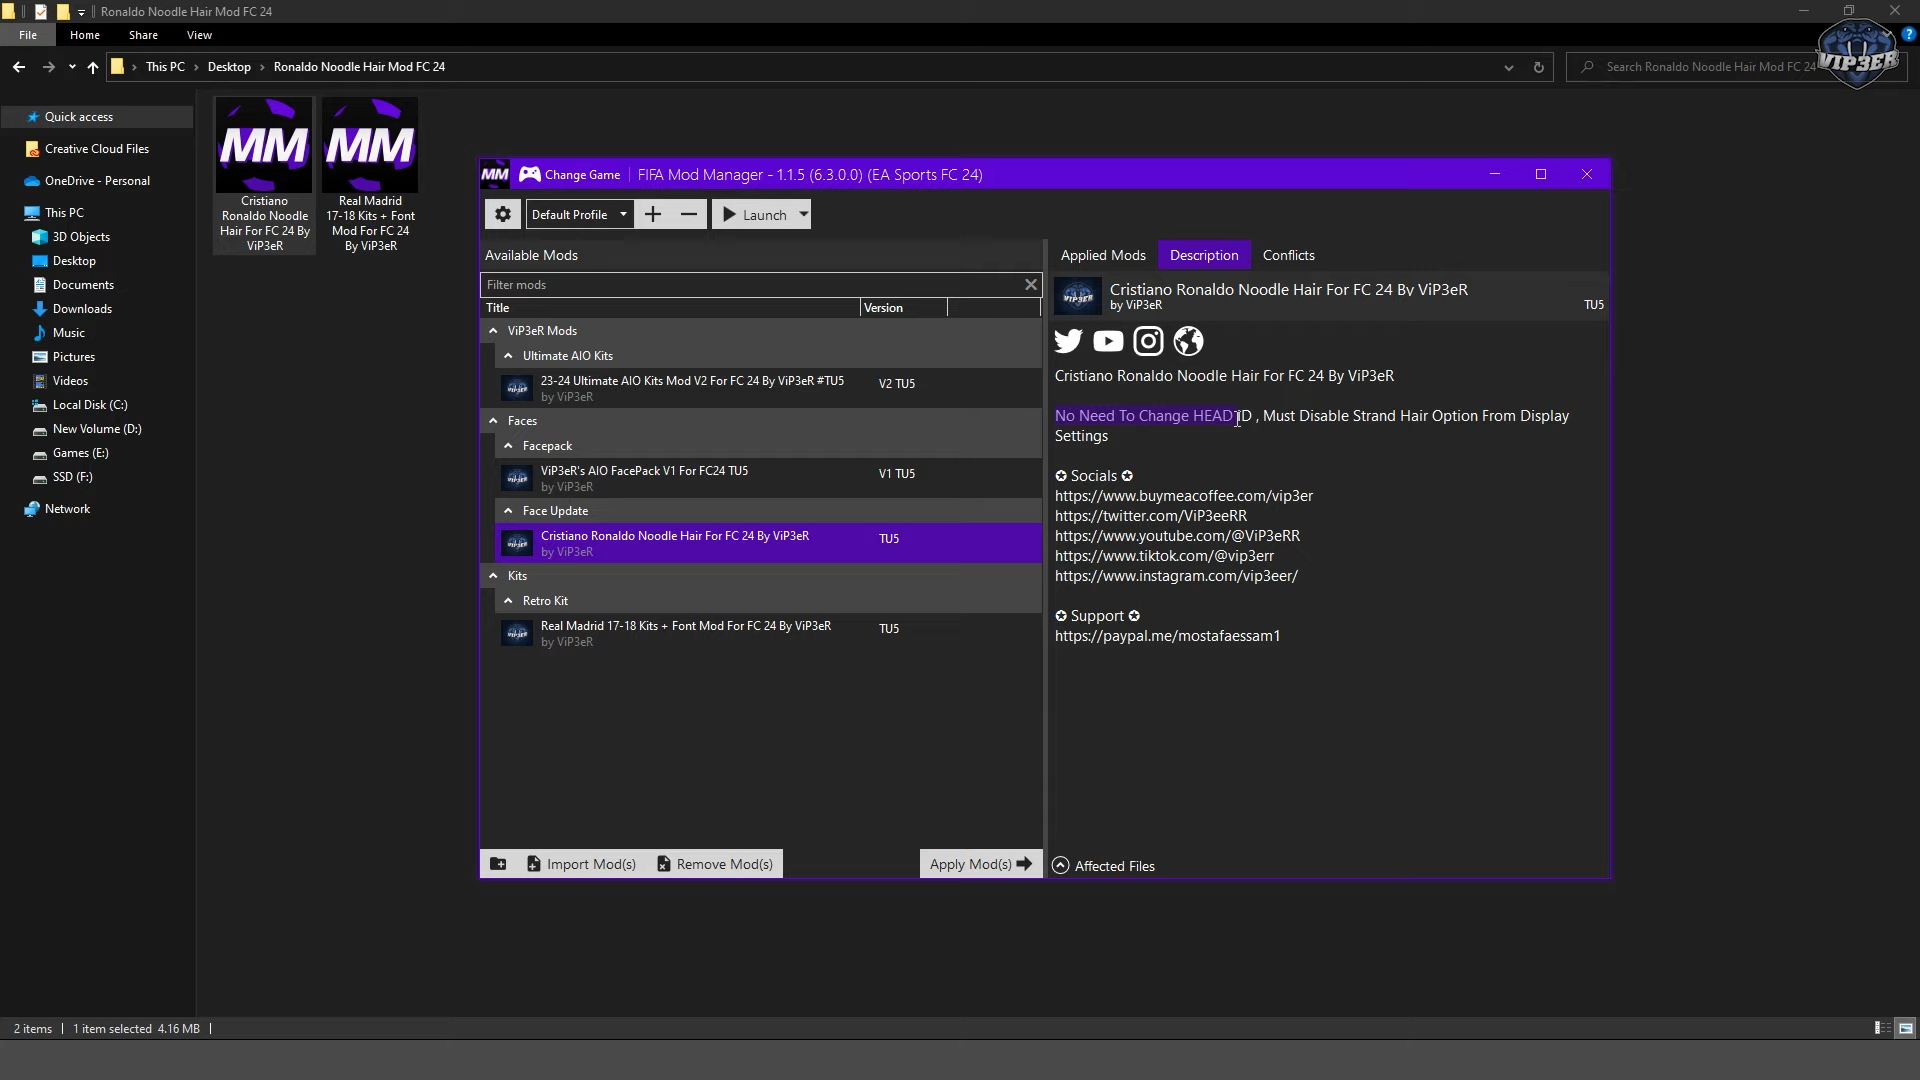 Ronaldo Noodle Hair Mod FC 24
File Home Share View
This PC Desktop Ronaldo Noodle Hair Mod FC 24
Search Ronaldo Noodle Hair Mod FC 24
VIP3ER
Quick access
Creative Cloud Files
OneDrive - Personal
This PC
3D Objects
Desktop
Documents
Downloads
Music
Pictures
Videos
Local Disk (C:)
New Volume (D:)
Games (E:)
SSD (F:)
Network
MM
Cristiano
Ronaldo Noodle
Hair For FC 24 By
ViP3eR
MM
Real Madrid
17-18 Kits + Font
Mod For FC 24
By ViP3eR
MM Change Game FIFA Mod Manager - 1.1.5 (6.3.0.0) (EA Sports FC 24)
Default Profile Launch
Available Mods
Filter mods
Title Version
ViP3eR Mods
Ultimate AIO Kits
23-24 Ultimate AIO Kits Mod V2 For FC 24 By ViP3eR #TU5 V2 TU5
by ViP3eR
Faces
Facepack
ViP3eR's AIO FacePack V1 For FC24 TU5 V1 TU5
by ViP3eR
Face Update
Cristiano Ronaldo Noodle Hair For FC 24 By ViP3eR TU5
by ViP3eR
Kits
Retro Kit
Real Madrid 17-18 Kits + Font Mod For FC 24 By ViP3eR TU5
by ViP3eR
Import Mod(s) Remove Mod(s) Apply Mod(s)
Applied Mods Description Conflicts
Cristiano Ronaldo Noodle Hair For FC 24 By ViP3eR
by ViP3eR TU5
Cristiano Ronaldo Noodle Hair For FC 24 By ViP3eR
No Need To Change HEAD ID , Must Disable Strand Hair Option From Display
Settings
✪ Socials ✪
https://www.buymeacoffee.com/vip3er
https://twitter.com/ViP3eeRR
https://www.youtube.com/@ViP3eRR
https://www.tiktok.com/@vip3err
https://www.instagram.com/vip3eer/
✪ Support ✪
https://paypal.me/mostafaessam1
Affected Files
2 items 1 item selected 4.16 MB